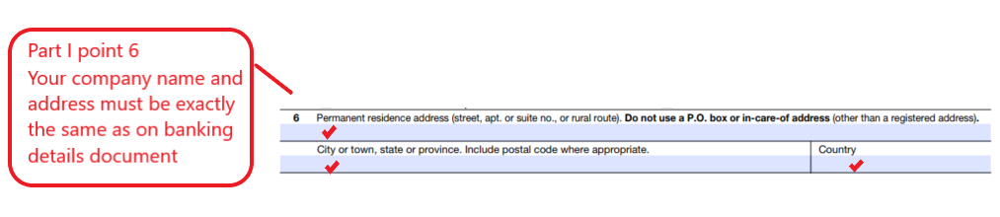 Part I point 6
Your company name and
address must be exactly
the same as on banking
details document
6 Permanent residence address (street, apt. or suite no., or rural route). Do not use a P.O. box or in-care-of address (other than a registered address).
City or town, state or province. Include postal code where appropriate.
Country